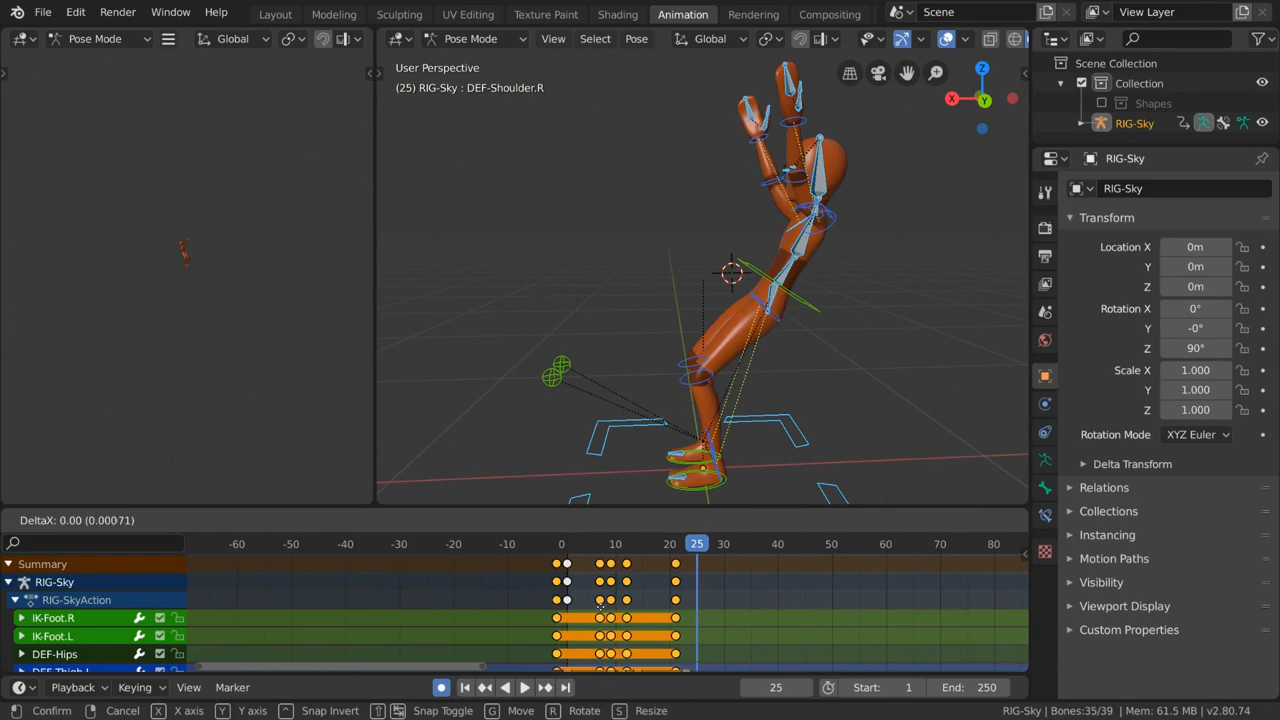 File Edit Render Window Help Layout Modeling Sculpting UV Editing Texture Paint Shading Animation Rendering Compositing Scene View Layer
Pose Mode Global Pose Mode View Select Pose Global
User Perspective
(25) RIG-Sky : DEF-Shoulder.R
Z
X
Y
Scene Collection
Collection
Shapes
RIG-Sky
RIG-Sky
RIG-Sky
Transform
Location X 0m
Y 0m
Z 0m
Rotation X 0°
Y -0°
Z 90°
Scale X 1.000
Y 1.000
Z 1.000
Rotation Mode XYZ Euler
Delta Transform
Relations
Collections
Instancing
Motion Paths
Visibility
Viewport Display
Custom Properties
DeltaX: 0.00 (0.00071)
-60 -50 -40 -30 -20 -10 0 10 20 25 30 40 50 60 70 80
Summary
RIG-Sky
RIG-SkyAction
IK-Foot.R
IK-Foot.L
DEF-Hips
DEF-Thigh.L
Playback Keying View Marker 25 Start: 1 End: 250
Confirm Cancel X X axis Y Y axis ^ Snap Invert Snap Toggle G Move R Rotate S Resize RIG-Sky | Bones:35/39 | Mem: 61.5 MB | v2.80.74